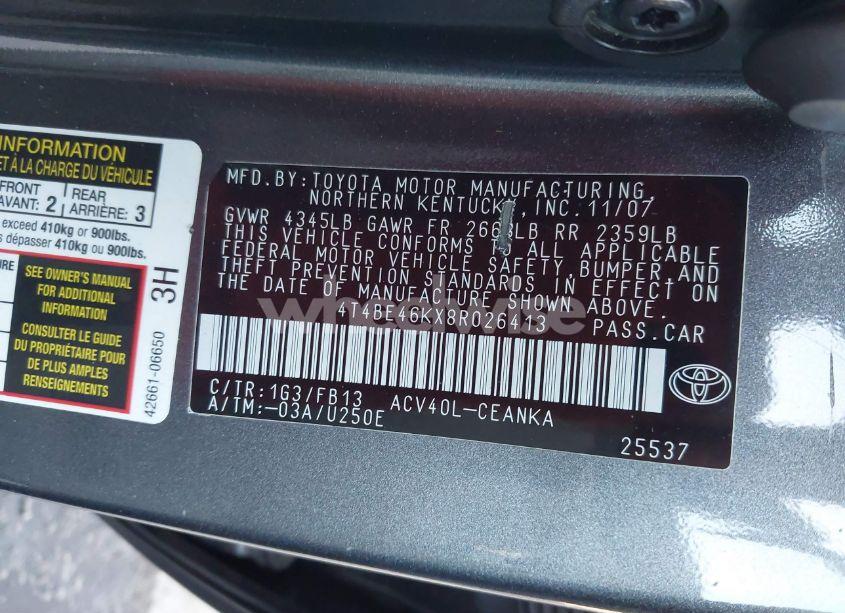 INFORMATION
ET À LA CHARGE DU VÉHICULE
FRONT
AVANT: 2
REAR
ARRIÈRE: 3
exceed 410kg or 900lbs.
dépasser 410kg ou 900lbs.
SEE OWNER'S MANUAL
FOR ADDITIONAL
INFORMATION
CONSULTER LE GUIDE
DU PROPRIÉTAIRE POUR
DE PLUS AMPLES
RENSEIGNEMENTS
3H
42661-06650
MFD.BY:TOYOTA MOTOR MANUFACTURING
NORTHERN KENTUCKY, INC.11/07
GVWR 4345LB GAWR FR 266LB RR 2359LB
THIS VEHICLE CONFORMS ALL APPLICABLE
FEDERAL MOTOR VEHICLE SAFETY,BUMPER,AND
THEFT PREVENTION STANDARDS IN EFFECT ON
THE DATE OF MANUFACTURE SHOWN ABOVE.
4T4BE46KX8R026413 PASS.CAR
C/TR:1G3/FB13 ACV40L-CEANKA
A/TM:-03A/U250E
25537
TOYOTA
wheelwise